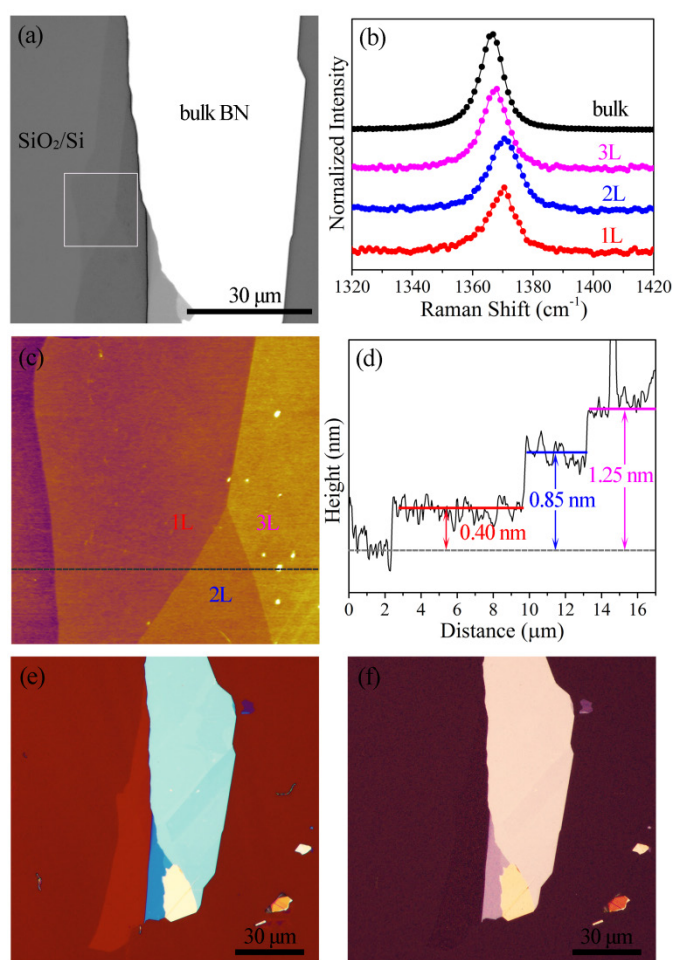 (a)
bulk BN
SiO₂/Si
30 μm
(b)
Normalized Intensity
bulk
3L
2L
1L
1320 1340 1360 1380 1400 1420
Raman Shift (cm⁻¹)
(c)
1L
3L
2L
(d)
Height (nm)
1.25 nm
0.85 nm
0.40 nm
0 2 4 6 8 10 12 14 16
Distance (μm)
(e)
30 μm
(f)
30 μm